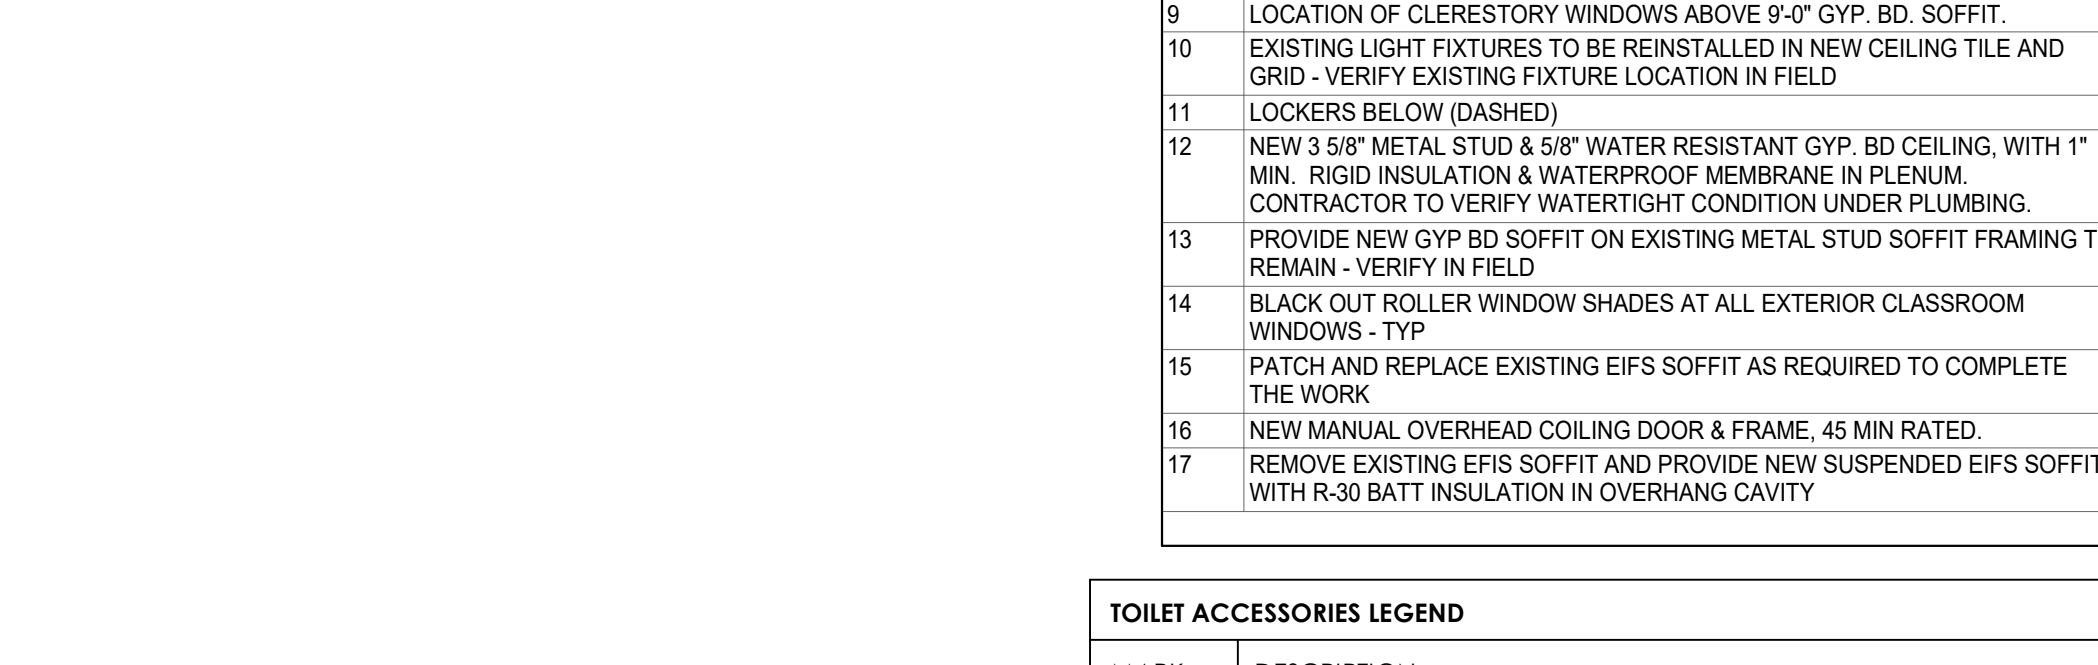 9 LOCATION OF CLERESTORY WINDOWS ABOVE 9'-0" GYP. BD. SOFFIT.
10 EXISTING LIGHT FIXTURES TO BE REINSTALLED IN NEW CEILING TILE AND
GRID - VERIFY EXISTING FIXTURE LOCATION IN FIELD
11 LOCKERS BELOW (DASHED)
12 NEW 3 5/8" METAL STUD & 5/8" WATER RESISTANT GYP. BD CEILING, WITH 1"
MIN. RIGID INSULATION & WATERPROOF MEMBRANE IN PLENUM.
CONTRACTOR TO VERIFY WATERTIGHT CONDITION UNDER PLUMBING.
13 PROVIDE NEW GYP BD SOFFIT ON EXISTING METAL STUD SOFFIT FRAMING T
REMAIN - VERIFY IN FIELD
14 BLACK OUT ROLLER WINDOW SHADES AT ALL EXTERIOR CLASSROOM
WINDOWS - TYP
15 PATCH AND REPLACE EXISTING EIFS SOFFIT AS REQUIRED TO COMPLETE
THE WORK
16 NEW MANUAL OVERHEAD COILING DOOR & FRAME, 45 MIN RATED.
17 REMOVE EXISTING EFIS SOFFIT AND PROVIDE NEW SUSPENDED EIFS SOFFIT
WITH R-30 BATT INSULATION IN OVERHANG CAVITY
TOILET ACCESSORIES LEGEND